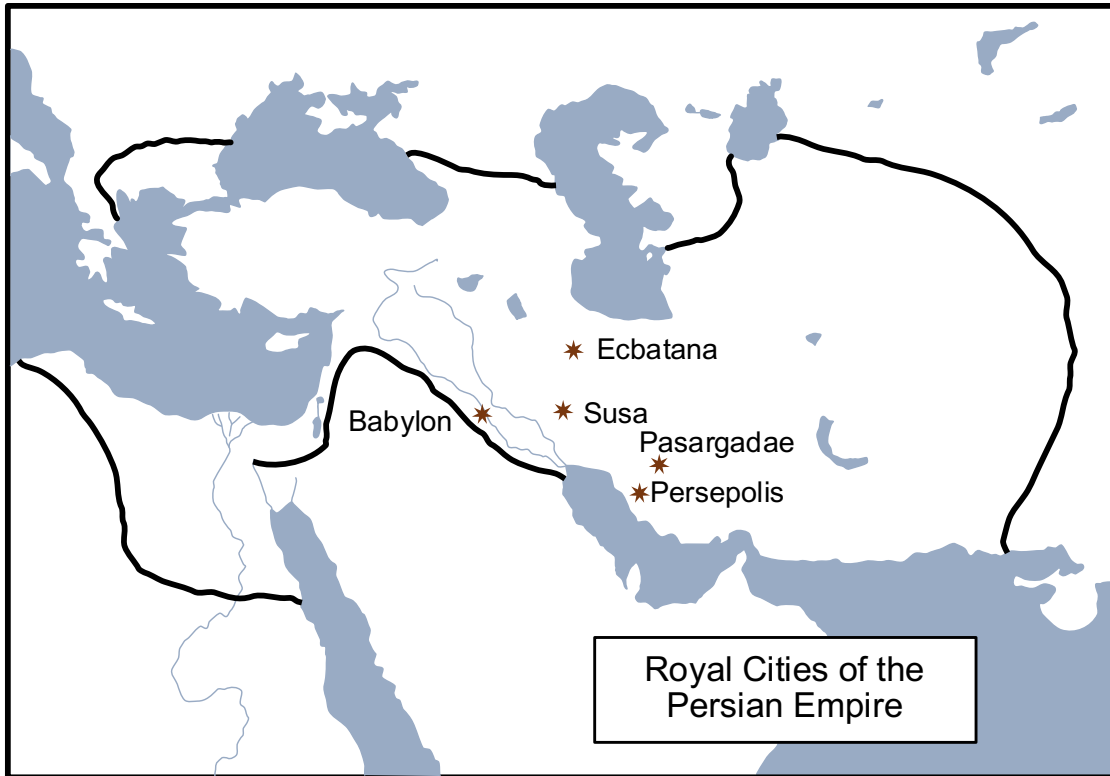 Ecbatana
Babylon
Susa
Pasargadae
Persepolis
Royal Cities of the
Persian Empire